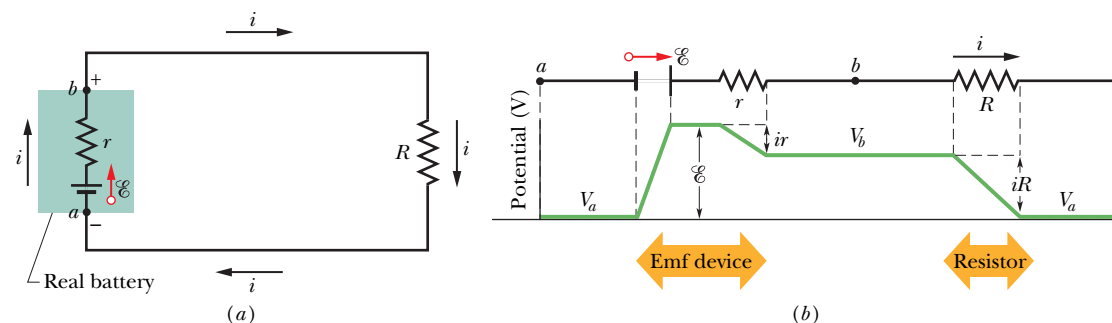 i
b
+
r
i
ℰ
a
–
R
i
i
Real battery
(a)
a
ℰ
r
b
i
R
Potential (V)
V_a
ℰ
ir
V_b
iR
V_a
Emf device
Resistor
(b)